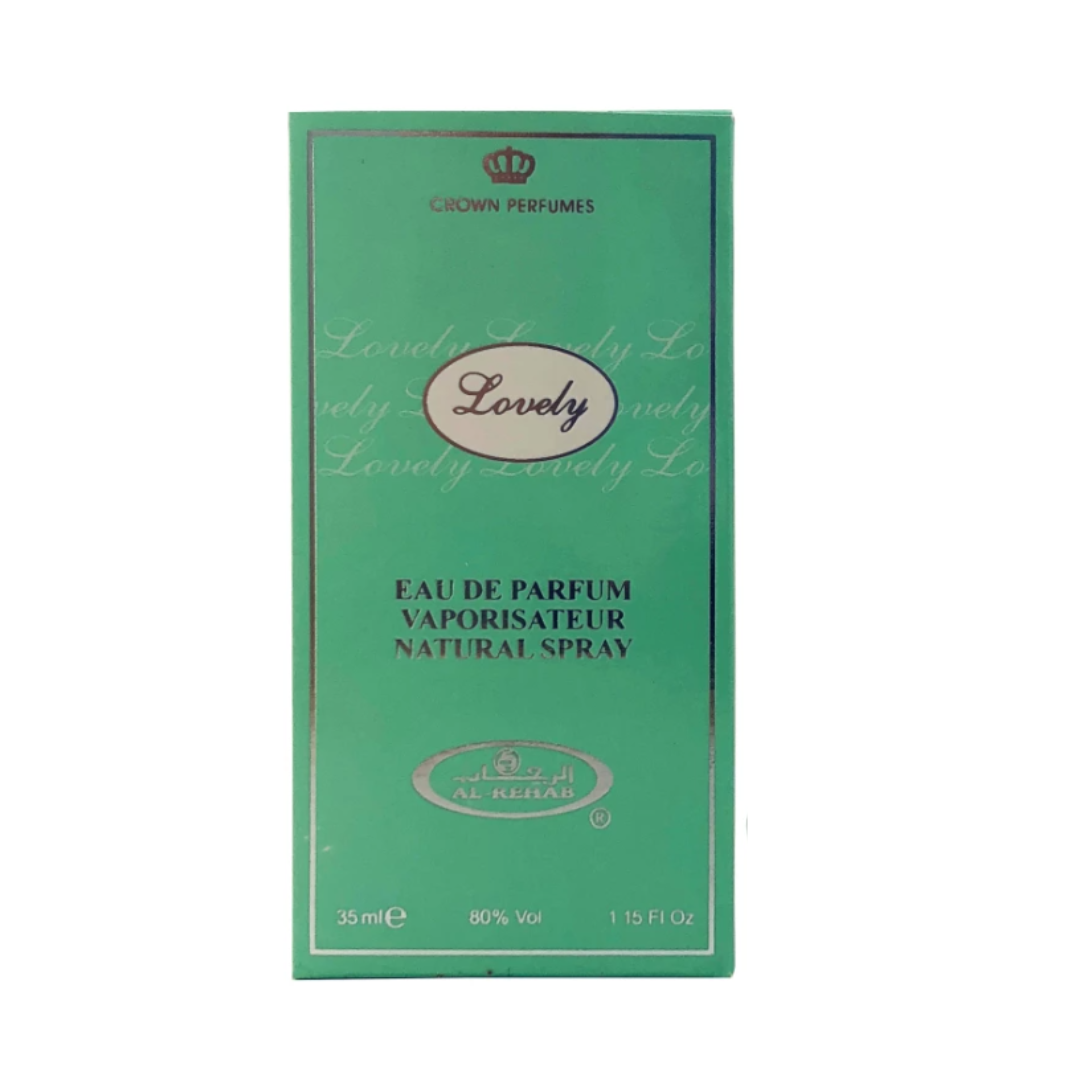 CROWN PERFUMES
Lovely Lovely Lo
Lovely
vely ovely
Lovely Lovely Lo
EAU DE PARFUM
VAPORISATEUR
NATURAL SPRAY
الرحاب
AL-REHAB
®
35 ml℮ 80% Vol 1 15 Fl Oz